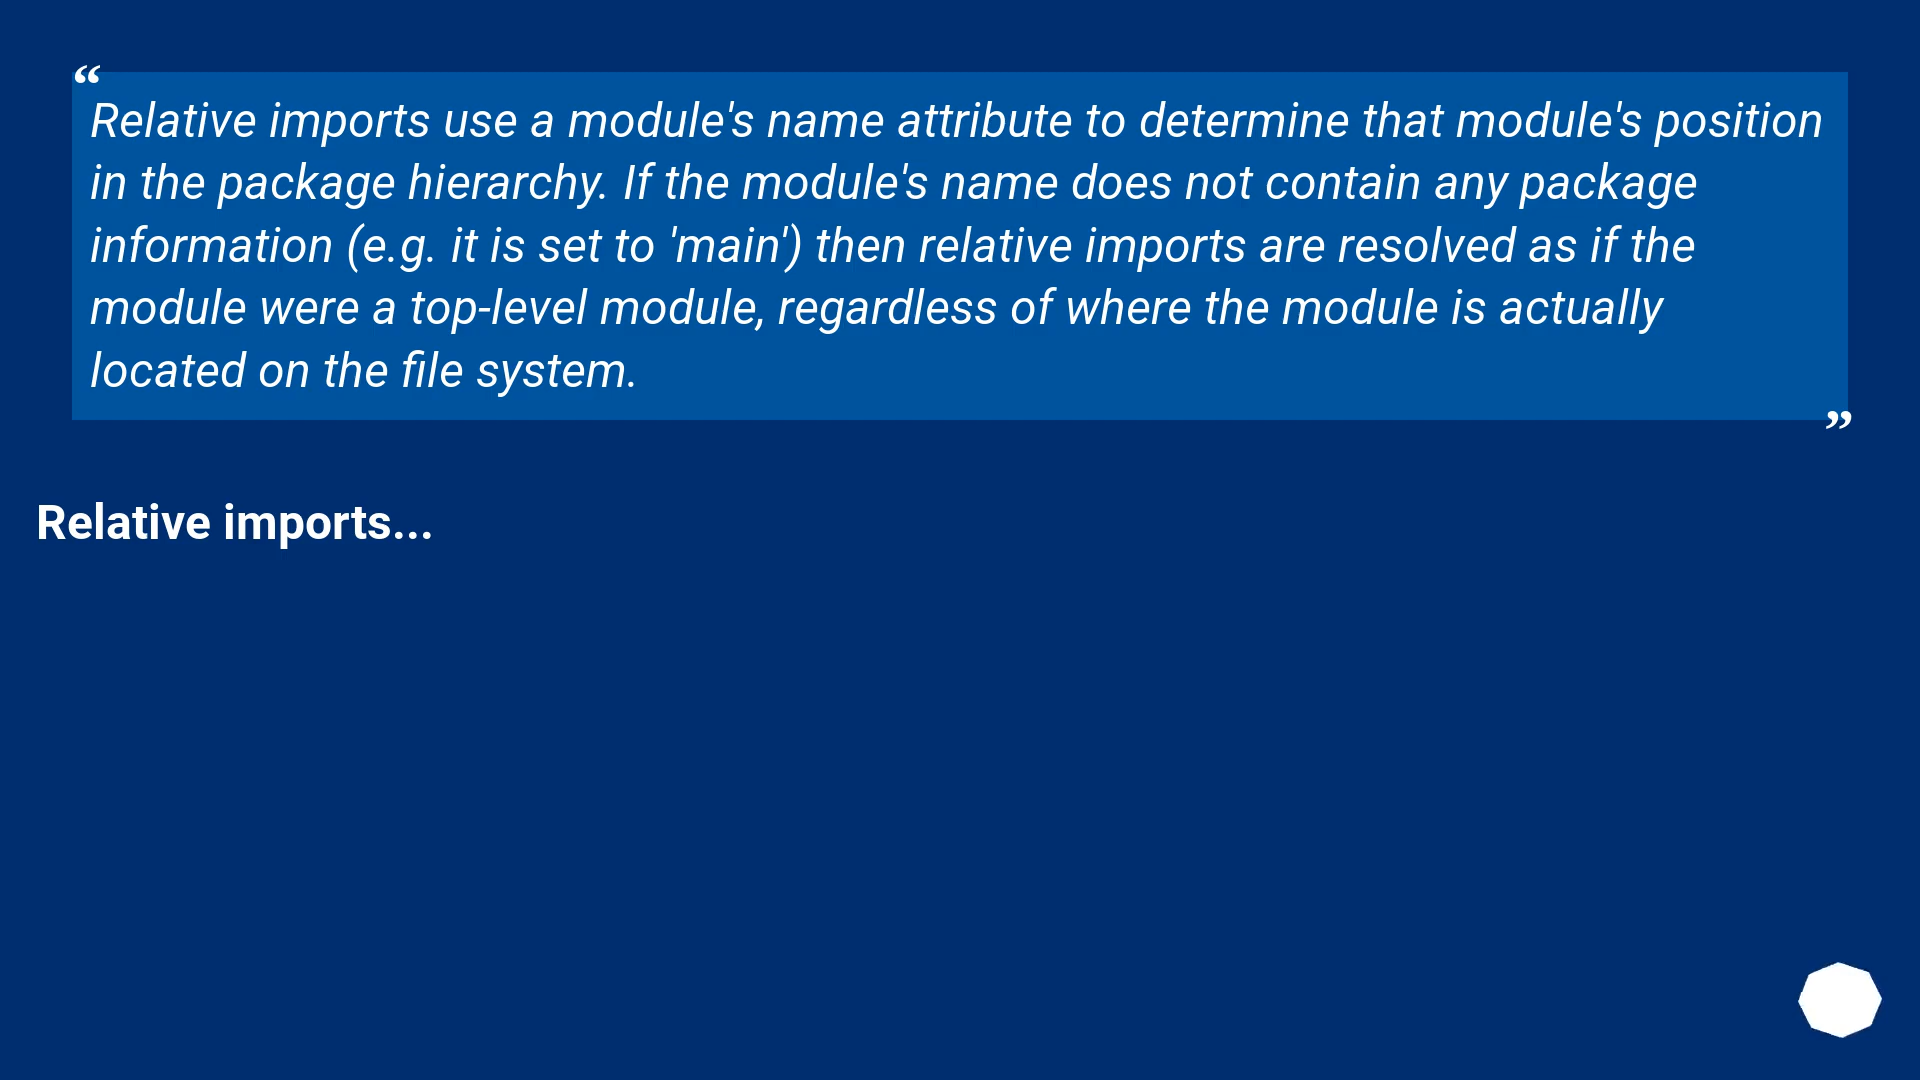 “
Relative imports use a module's name attribute to determine that module's position
in the package hierarchy. If the module's name does not contain any package
information (e.g. it is set to 'main') then relative imports are resolved as if the
module were a top-level module, regardless of where the module is actually
located on the file system.
”
Relative imports...